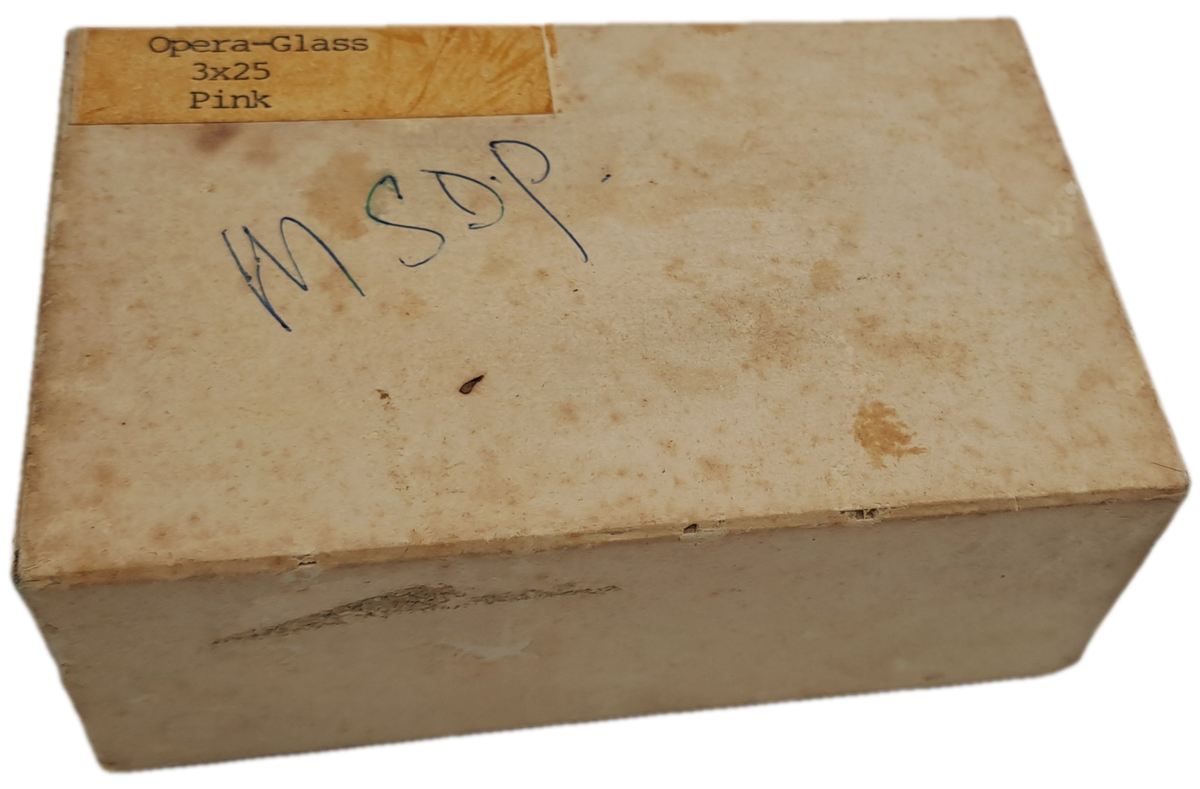 Opera-Glass
3x25
Pink
MSDP.